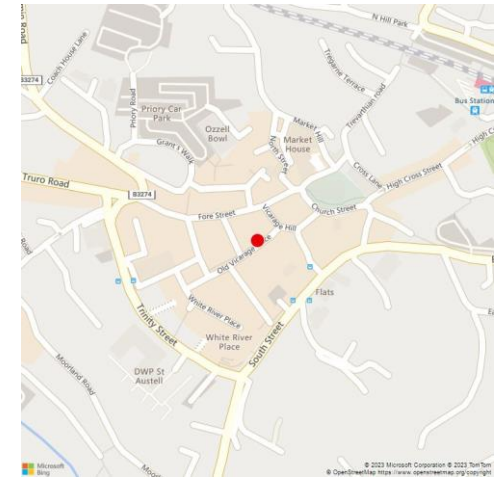 N Hill Park
Coach House Lane
B3274
Tregarne Terrace
Trevarthian road
Bus Station
Priory Road
Priory Car
Park
Ozzell
Bowl
Market Hill
Market
House
North Street
Grant s Walk
Cross Lane
High Cross Street
Truro Road
B3274
Fore Street
Vicarage Hill
Church Street
Old Vicarage Place
Flats
White River Place
White River
Place
Trinity Street
South Street
DWP St
Austell
Moorland Road
Microsoft
Bing
© 2023 Microsoft Corporation © 2023 TomTom
© OpenStreetMap https://www.openstreetmap.org/copyright